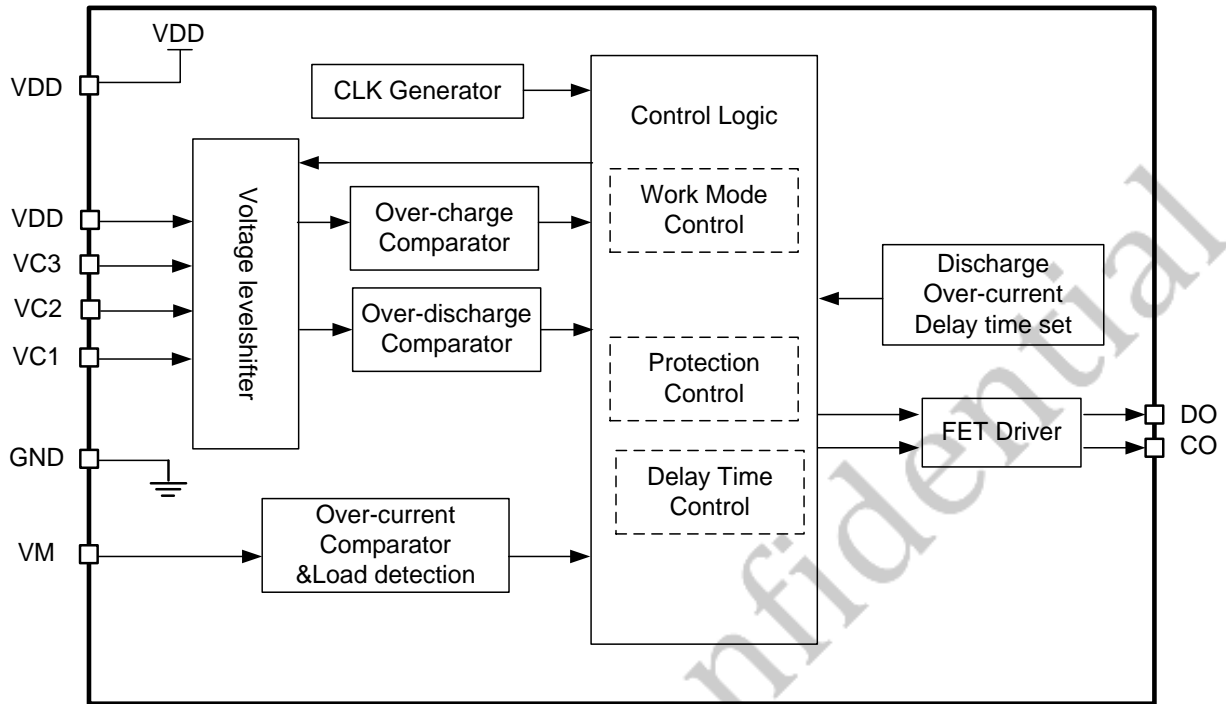 VDD
VDD
CLK Generator
Control Logic
Voltage levelshifter
Work Mode
Control
Over-charge
Comparator
VDD
VC3
VC2
VC1
Discharge
Over-current
Delay time set
Over-discharge
Comparator
Protection
Control
FET Driver
DO
CO
GND
Delay Time
Control
VM
Over-current
Comparator
&Load detection
nfidential